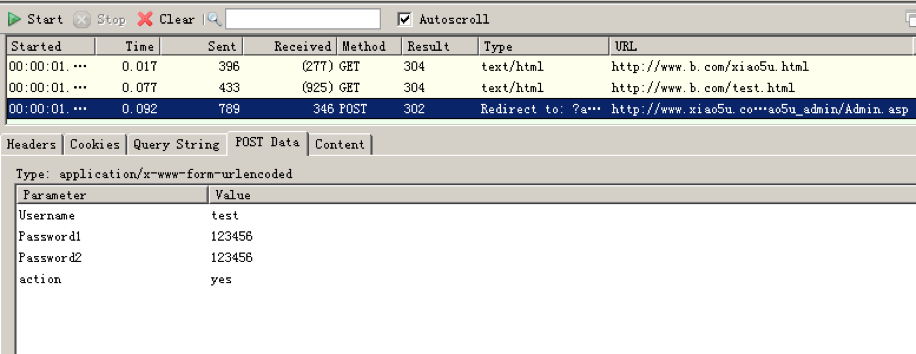 Start Stop Clear Autoscroll
Started Time Sent Received Method Result Type URL
00:00:01. ··· 0.017 396 (277) GET 304 text/html http://www.b.com/xiao5u.html
00:00:01. ··· 0.077 433 (925) GET 304 text/html http://www.b.com/test.html
00:00:01. ··· 0.092 789 346 POST 302 Redirect to: ?a··· http://www.xiao5u.co···ao5u_admin/Admin.asp
Headers Cookies Query String POST Data Content
Type: application/x-www-form-urlencoded
Parameter Value
Username test
Password1 123456
Password2 123456
action yes